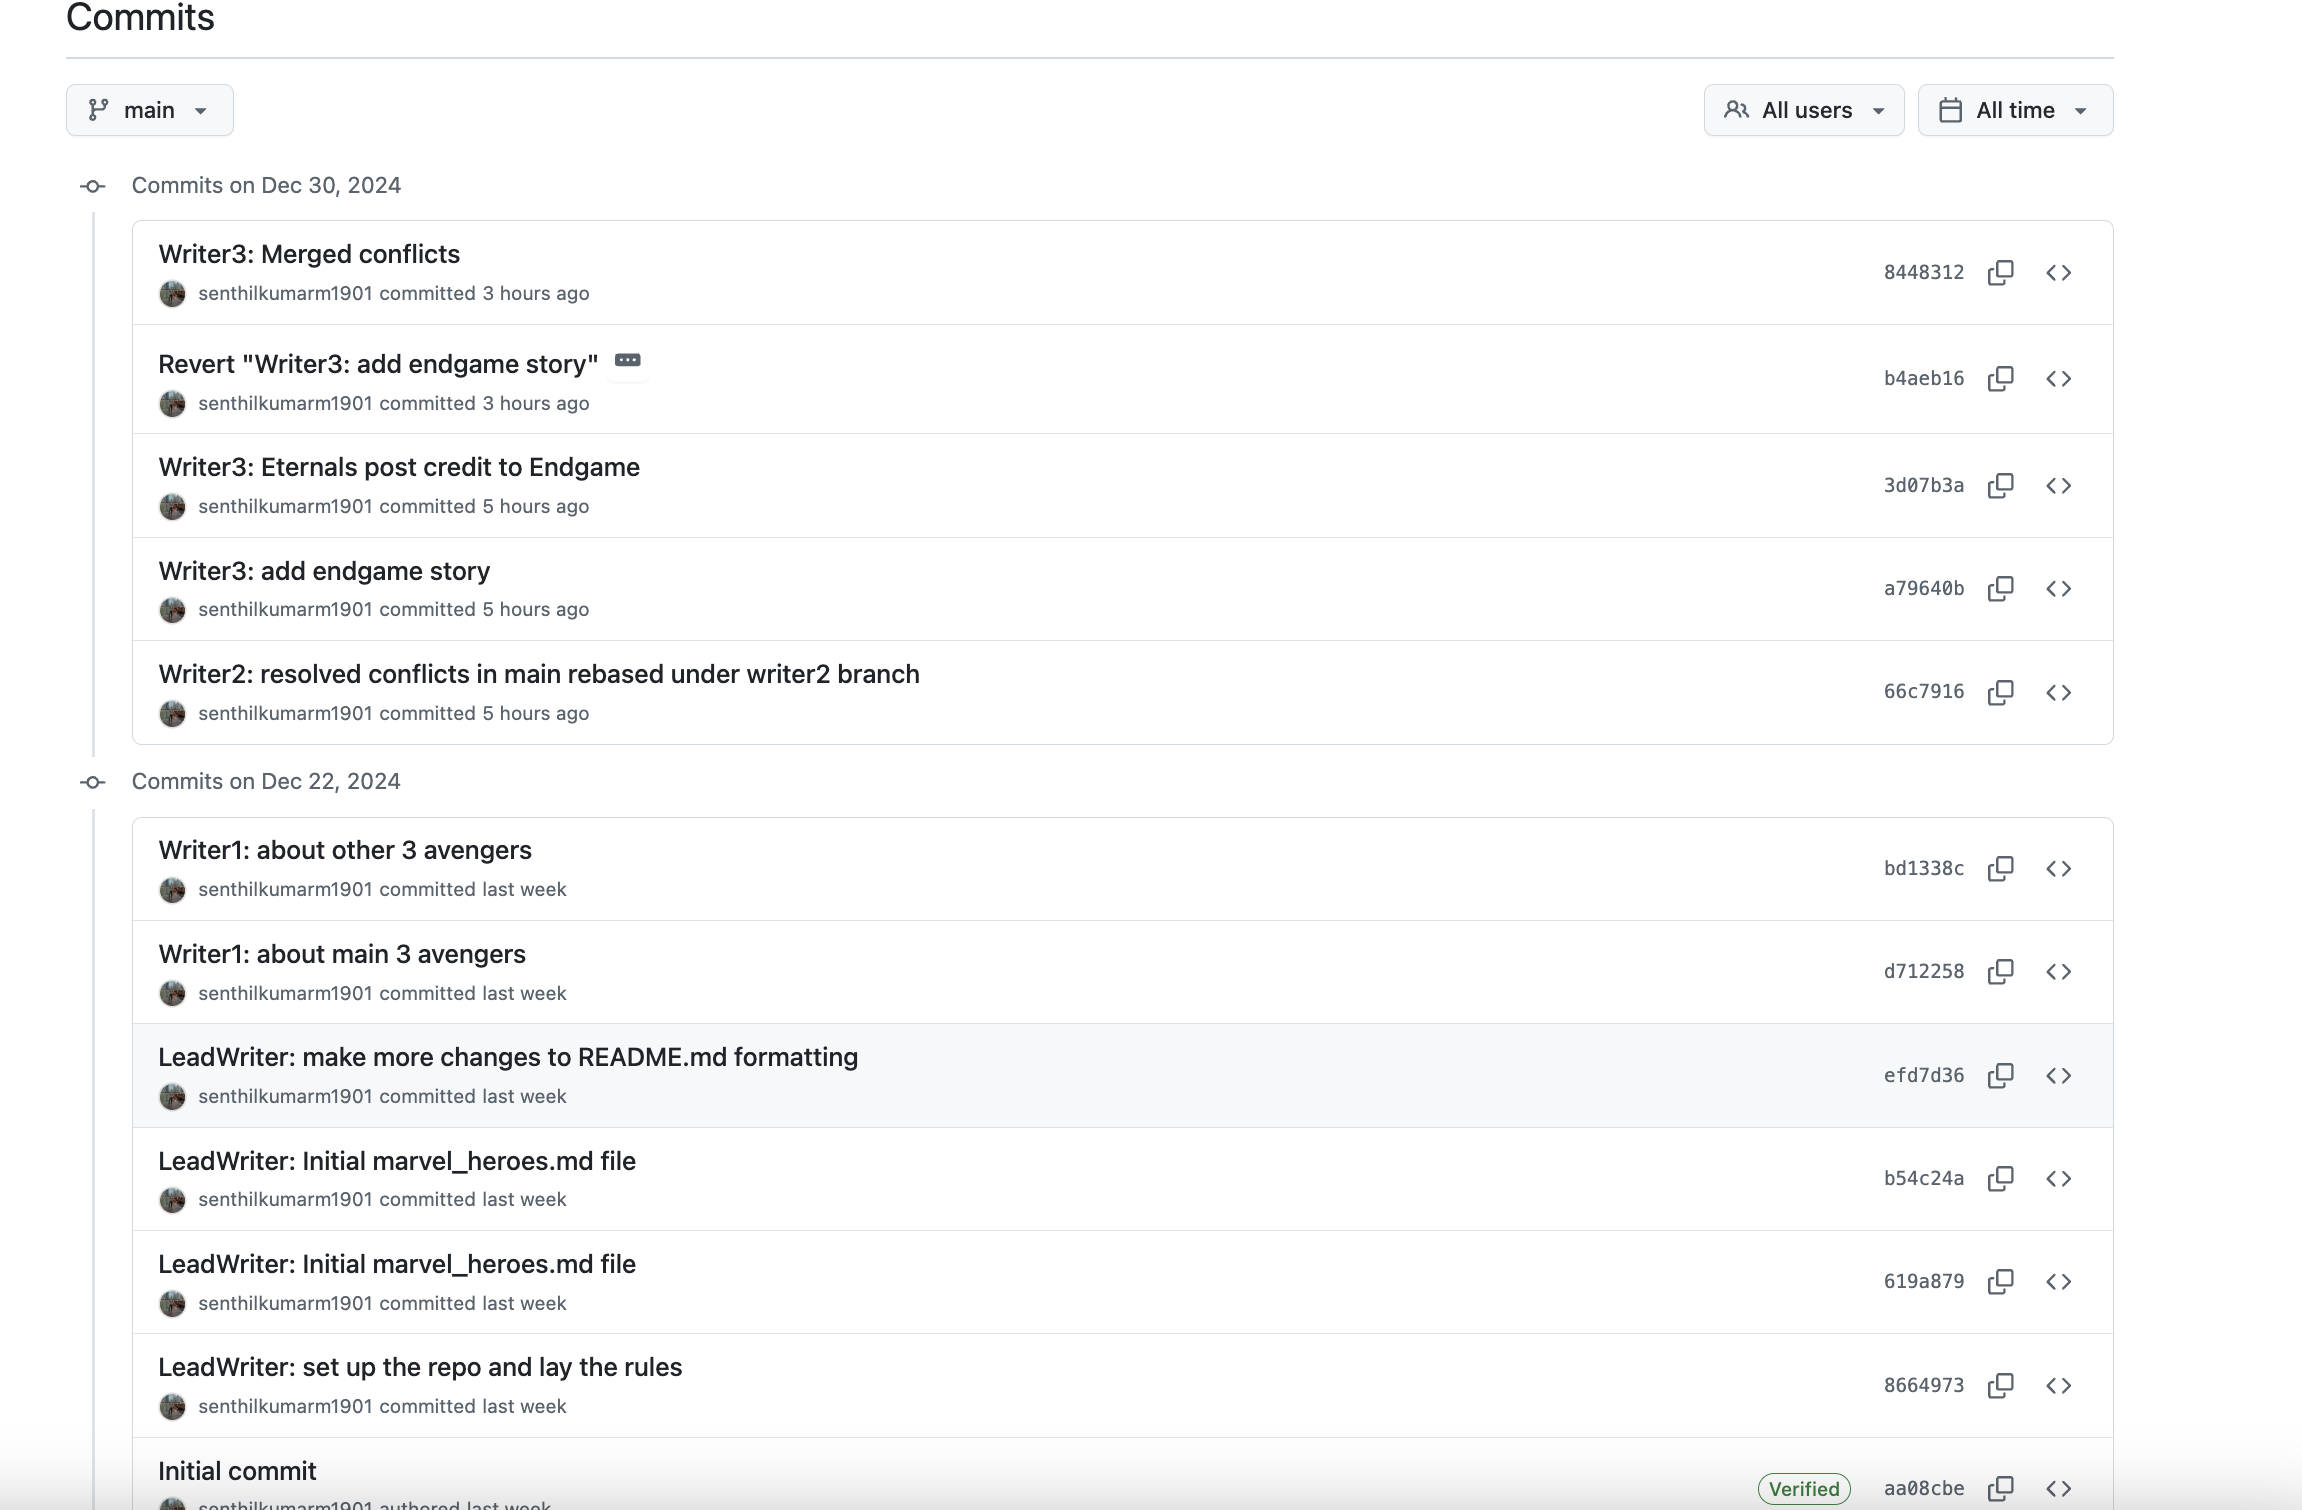 Commits
main
All users
All time
Commits on Dec 30, 2024
Writer3: Merged conflicts
senthilkumarm1901 committed 3 hours ago
8448312
Revert "Writer3: add endgame story"
senthilkumarm1901 committed 3 hours ago
b4aeb16
Writer3: Eternals post credit to Endgame
senthilkumarm1901 committed 5 hours ago
3d07b3a
Writer3: add endgame story
senthilkumarm1901 committed 5 hours ago
a79640b
Writer2: resolved conflicts in main rebased under writer2 branch
senthilkumarm1901 committed 5 hours ago
66c7916
Commits on Dec 22, 2024
Writer1: about other 3 avengers
senthilkumarm1901 committed last week
bd1338c
Writer1: about main 3 avengers
senthilkumarm1901 committed last week
d712258
LeadWriter: make more changes to README.md formatting
senthilkumarm1901 committed last week
efd7d36
LeadWriter: Initial marvel_heroes.md file
senthilkumarm1901 committed last week
b54c24a
LeadWriter: Initial marvel_heroes.md file
senthilkumarm1901 committed last week
619a879
LeadWriter: set up the repo and lay the rules
senthilkumarm1901 committed last week
8664973
Initial commit
senthilkumarm1901 authored last week
Verified
aa08cbe